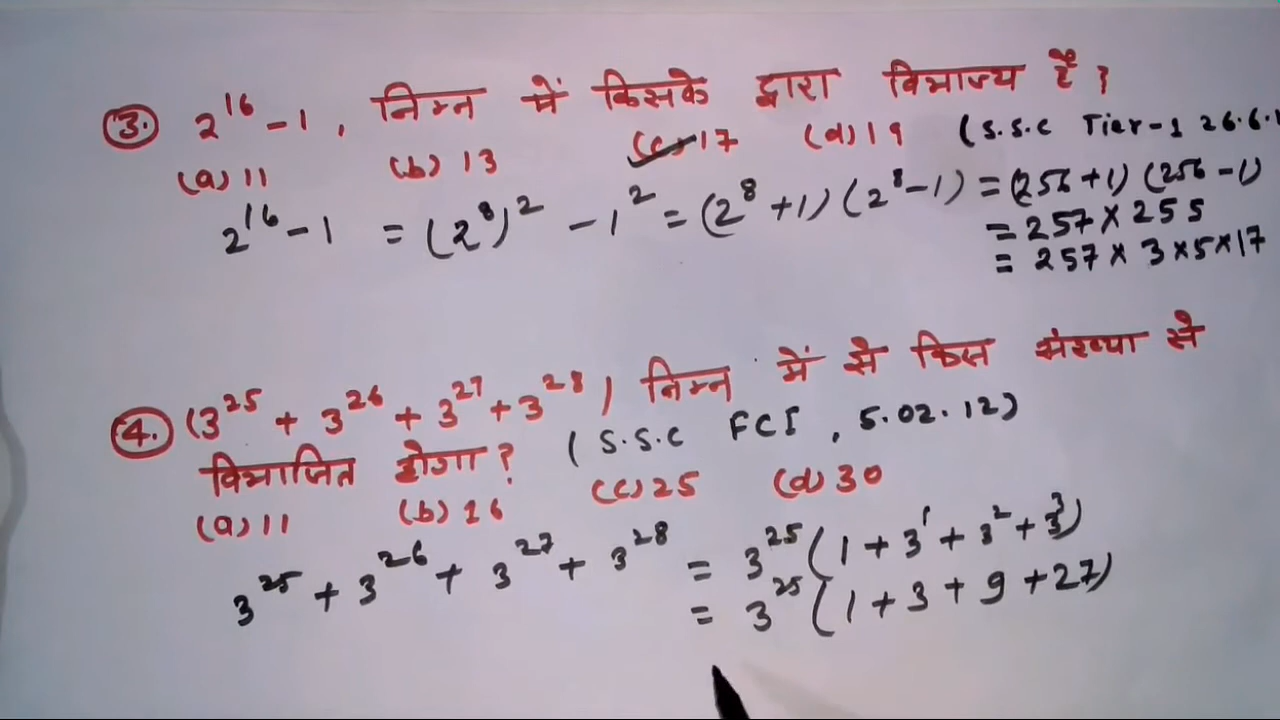 3. 2^16 - 1, निम्न में किसके द्वारा विभाज्य है ?
(a) 11 (b) 13 (c) 17 (d) 19 (S.S.C Tier-1 26.6.1
2^16 - 1 = (2^8)^2 - 1^2 = (2^8 + 1) (2^8 - 1) = (256 + 1) (256 - 1)
= 257 × 255
= 257 × 3 × 5 × 17
4. (3^25 + 3^26 + 3^27 + 3^28), निम्न में से किस संख्या से
विभाजित होगा ? (S.S.C FCI, 5.02.12)
(a) 11 (b) 16 (c) 25 (d) 30
3^25 + 3^26 + 3^27 + 3^28 = 3^25 (1 + 3^1 + 3^2 + 3^3)
= 3^25 (1 + 3 + 9 + 27)